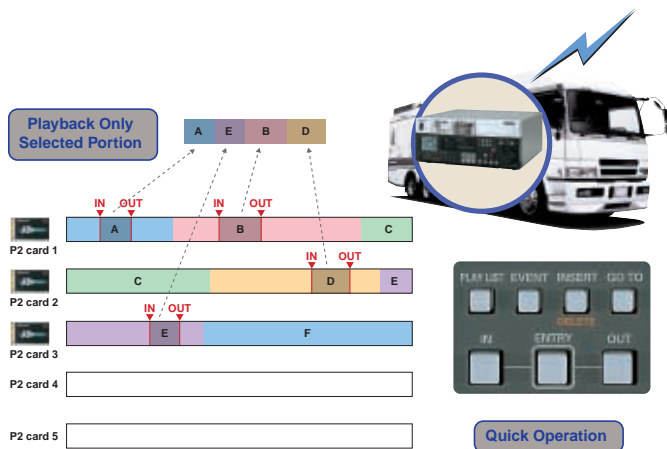 Playback Only
Selected Portion
A E B D
IN OUT IN OUT
A B C
P2 card 1
IN OUT
C D E
P2 card 2
IN OUT
E F
P2 card 3
P2 card 4
P2 card 5
PLAY LIST EVENT INSERT GO TO
IN ENTRY OUT
Quick Operation